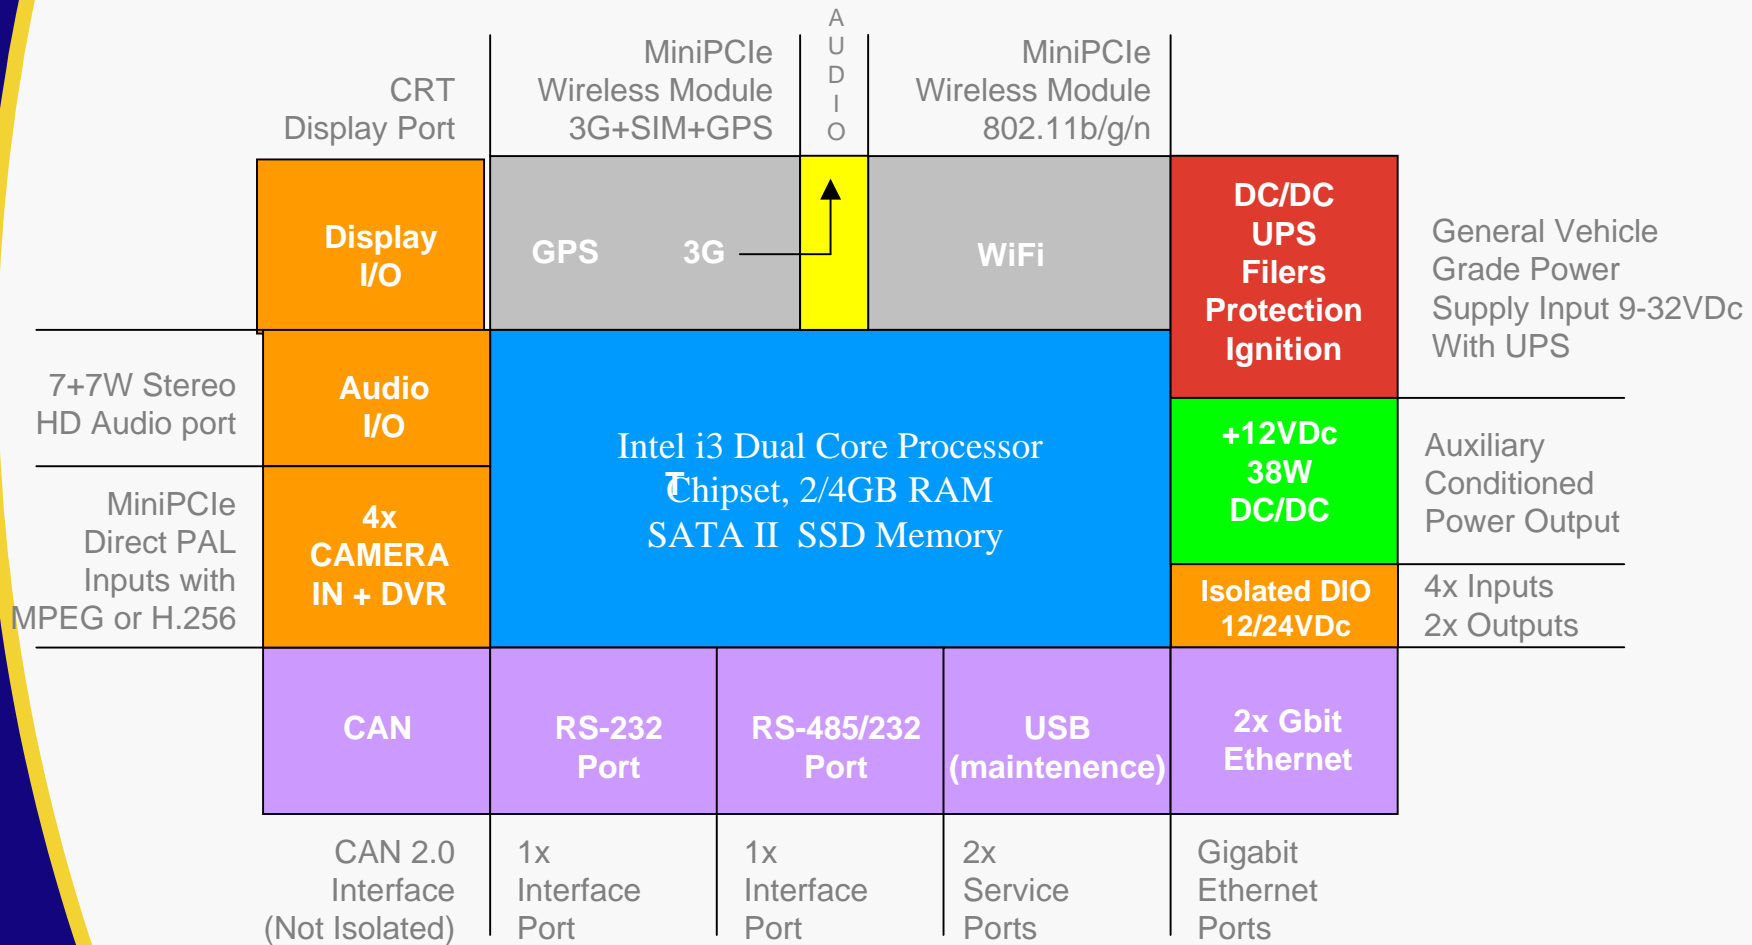 CRT
Display Port
MiniPCIe
Wireless Module
3G+SIM+GPS
A
U
D
I
O
MiniPCIe
Wireless Module
802.11b/g/n
Display
I/O
GPS
3G
WiFi
DC/DC
UPS
Filers
Protection
Ignition
General Vehicle
Grade Power
Supply Input 9-32VDc
With UPS
7+7W Stereo
HD Audio port
Audio
I/O
Intel i3 Dual Core Processor
T
Chipset, 2/4GB RAM
SATA II SSD Memory
+12VDc
38W
DC/DC
Auxiliary
Conditioned
Power Output
MiniPCIe
Direct PAL
Inputs with
MPEG or H.256
4x
CAMERA
IN + DVR
Isolated DIO
12/24VDc
4x Inputs
2x Outputs
CAN
RS-232
Port
RS-485/232
Port
USB
(maintenence)
2x Gbit
Ethernet
CAN 2.0
Interface
(Not Isolated)
1x
Interface
Port
1x
Interface
Port
2x
Service
Ports
Gigabit
Ethernet
Ports